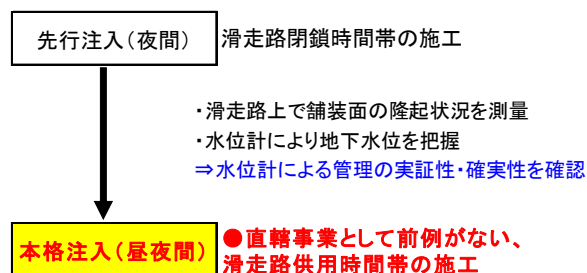 先行注入(夜間) 滑走路閉鎖時間帯の施工
・滑走路上で舗装面の隆起状況を測量
・水位計により地下水位を把握
⇒水位計による管理の実証性・確実性を確認
本格注入(昼夜間) ●直轄事業として前例がない、
滑走路供用時間帯の施工